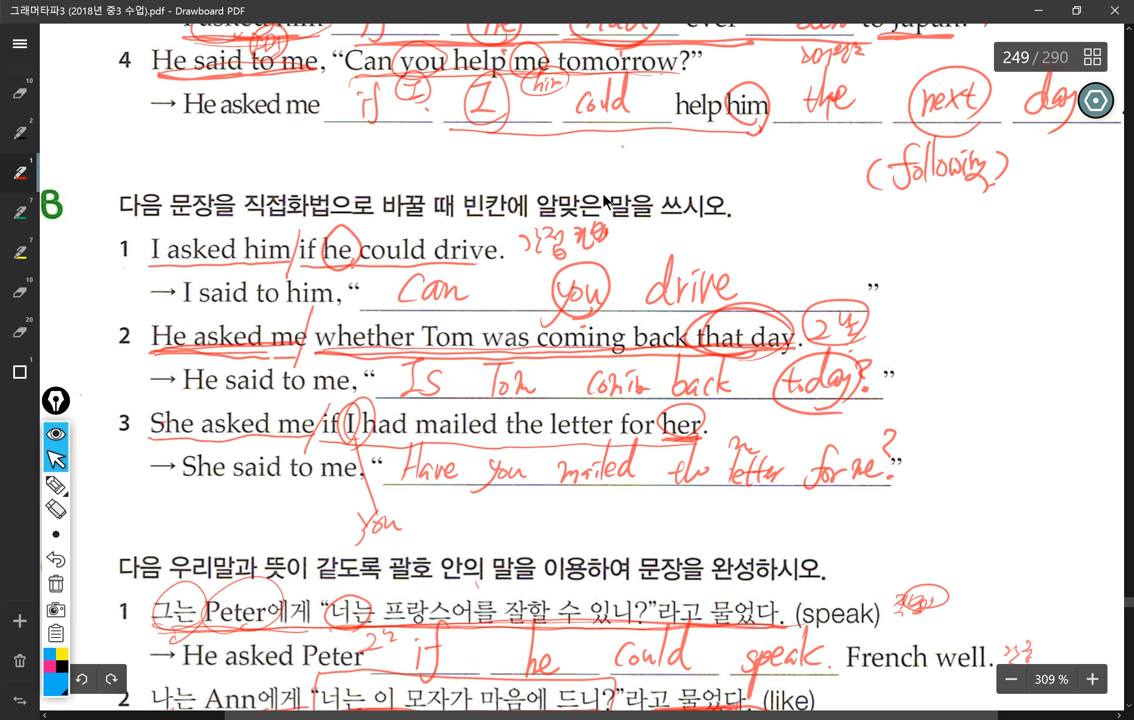 그래머타파3 (2018년 중3 수업).pdf - Drawboard PDF
249 / 290
4 He said to me, “Can you help me tomorrow?”
I him
→ He asked me if I could help him the next day.
(following)
B 다음 문장을 직접화법으로 바꿀 때 빈칸에 알맞은 말을 쓰시오.
1 I asked him / if he could drive.
→ I said to him, “ Can you drive ”
2 He asked me / whether Tom was coming back that day. 그날
→ He said to me, “ Is Tom comin back today? ”
3 She asked me / if I had mailed the letter for her.
me
→ She said to me, “ Have you mailed the letter for me? ”
you
다음 우리말과 뜻이 같도록 괄호 안의 말을 이용하여 문장을 완성하시오.
1 그는 Peter에게 “너는 프랑스어를 잘할 수 있니?”라고 물었다. (speak)
→ He asked Peter if he could speak. French well.
2 나는 Ann에게 “너는 이 모자가 마음에 드니?”라고 물었다. (like)
309 %